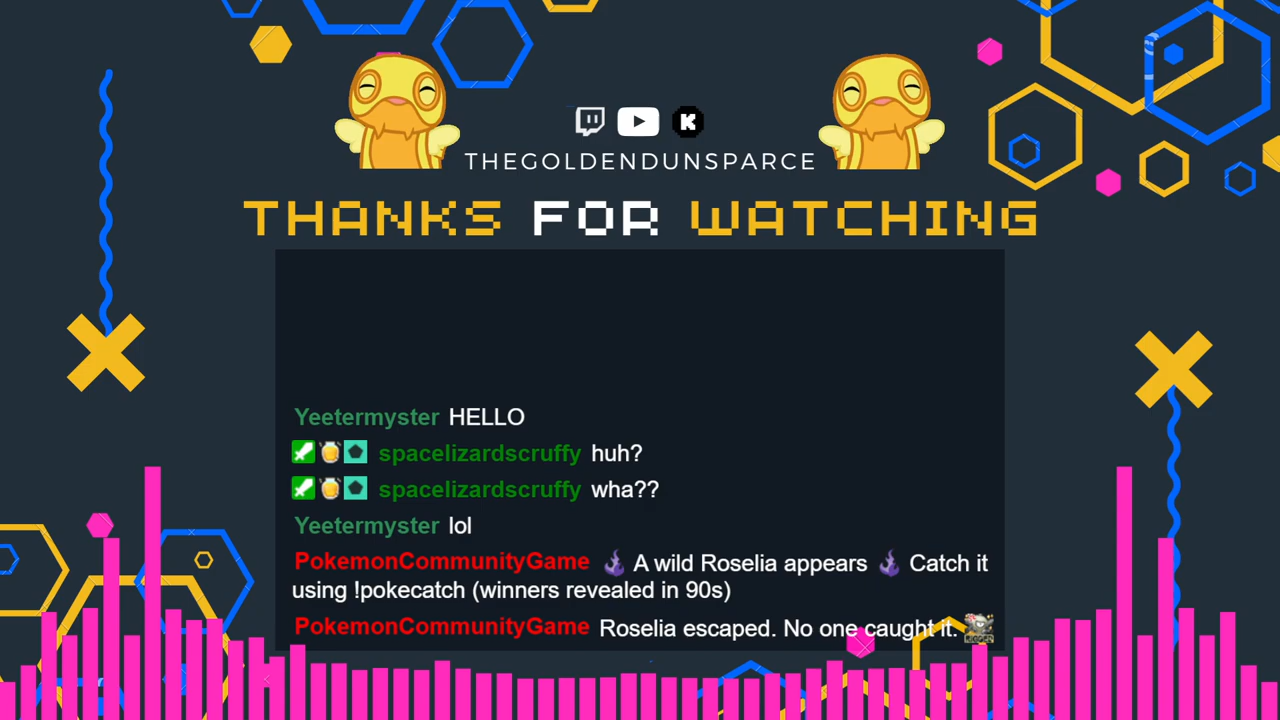 THEGOLDENDUNSPARCE
THANKS FOR WATCHING
Yeetermyster HELLO
spacelizardscruffy huh?
spacelizardscruffy wha??
Yeetermyster lol
PokemonCommunityGame A wild Roselia appears Catch it
using !pokecatch (winners revealed in 90s)
PokemonCommunityGame Roselia escaped. No one caught it.